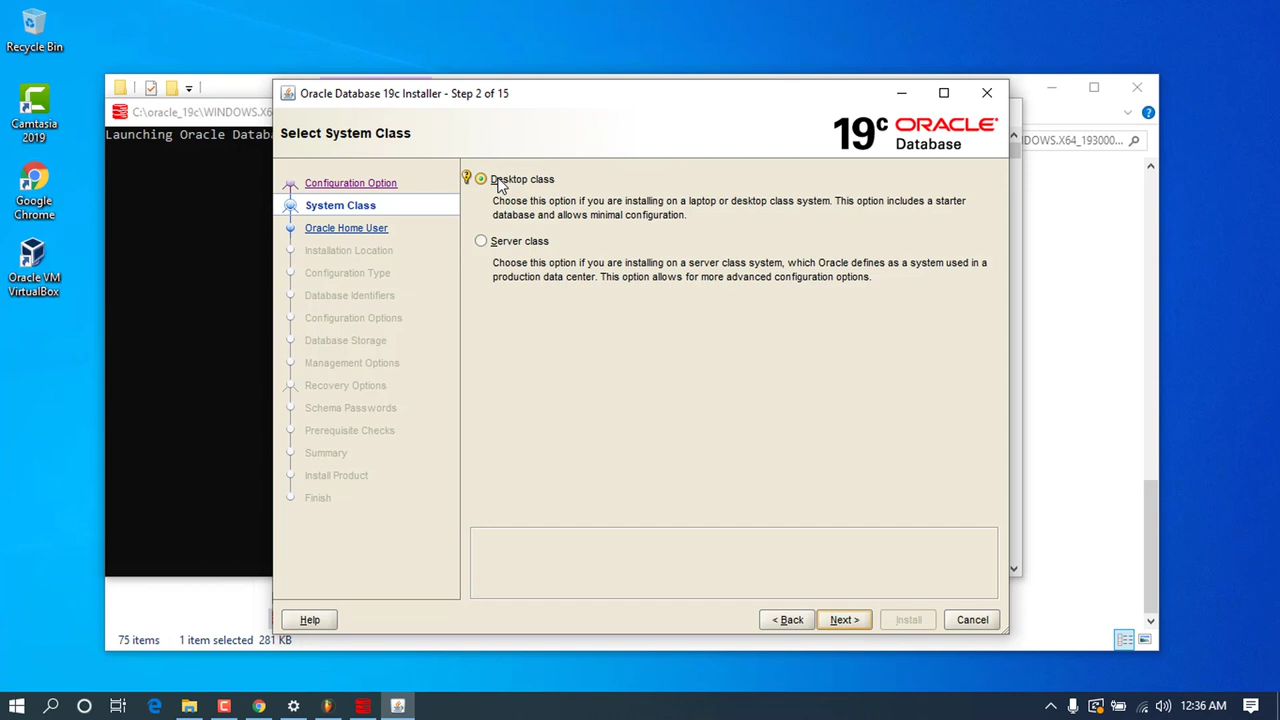 Recycle Bin
Camtasia
2019
Google
Chrome
Oracle VM
VirtualBox
C:\oracle_19c\WINDOWS.X6
DOWS.X64_193000...
Launching Oracle Databa
Oracle Database 19c Installer - Step 2 of 15
Select System Class
19c ORACLE®
Database
Configuration Option
System Class
Oracle Home User
Installation Location
Configuration Type
Database Identifiers
Configuration Options
Database Storage
Management Options
Recovery Options
Schema Passwords
Prerequisite Checks
Summary
Install Product
Finish
Desktop class
Choose this option if you are installing on a laptop or desktop class system. This option includes a starter
database and allows minimal configuration.
Server class
Choose this option if you are installing on a server class system, which Oracle defines as a system used in a
production data center. This option allows for more advanced configuration options.
Help
< Back
Next >
Install
Cancel
75 items
1 item selected 281 KB
12:36 AM